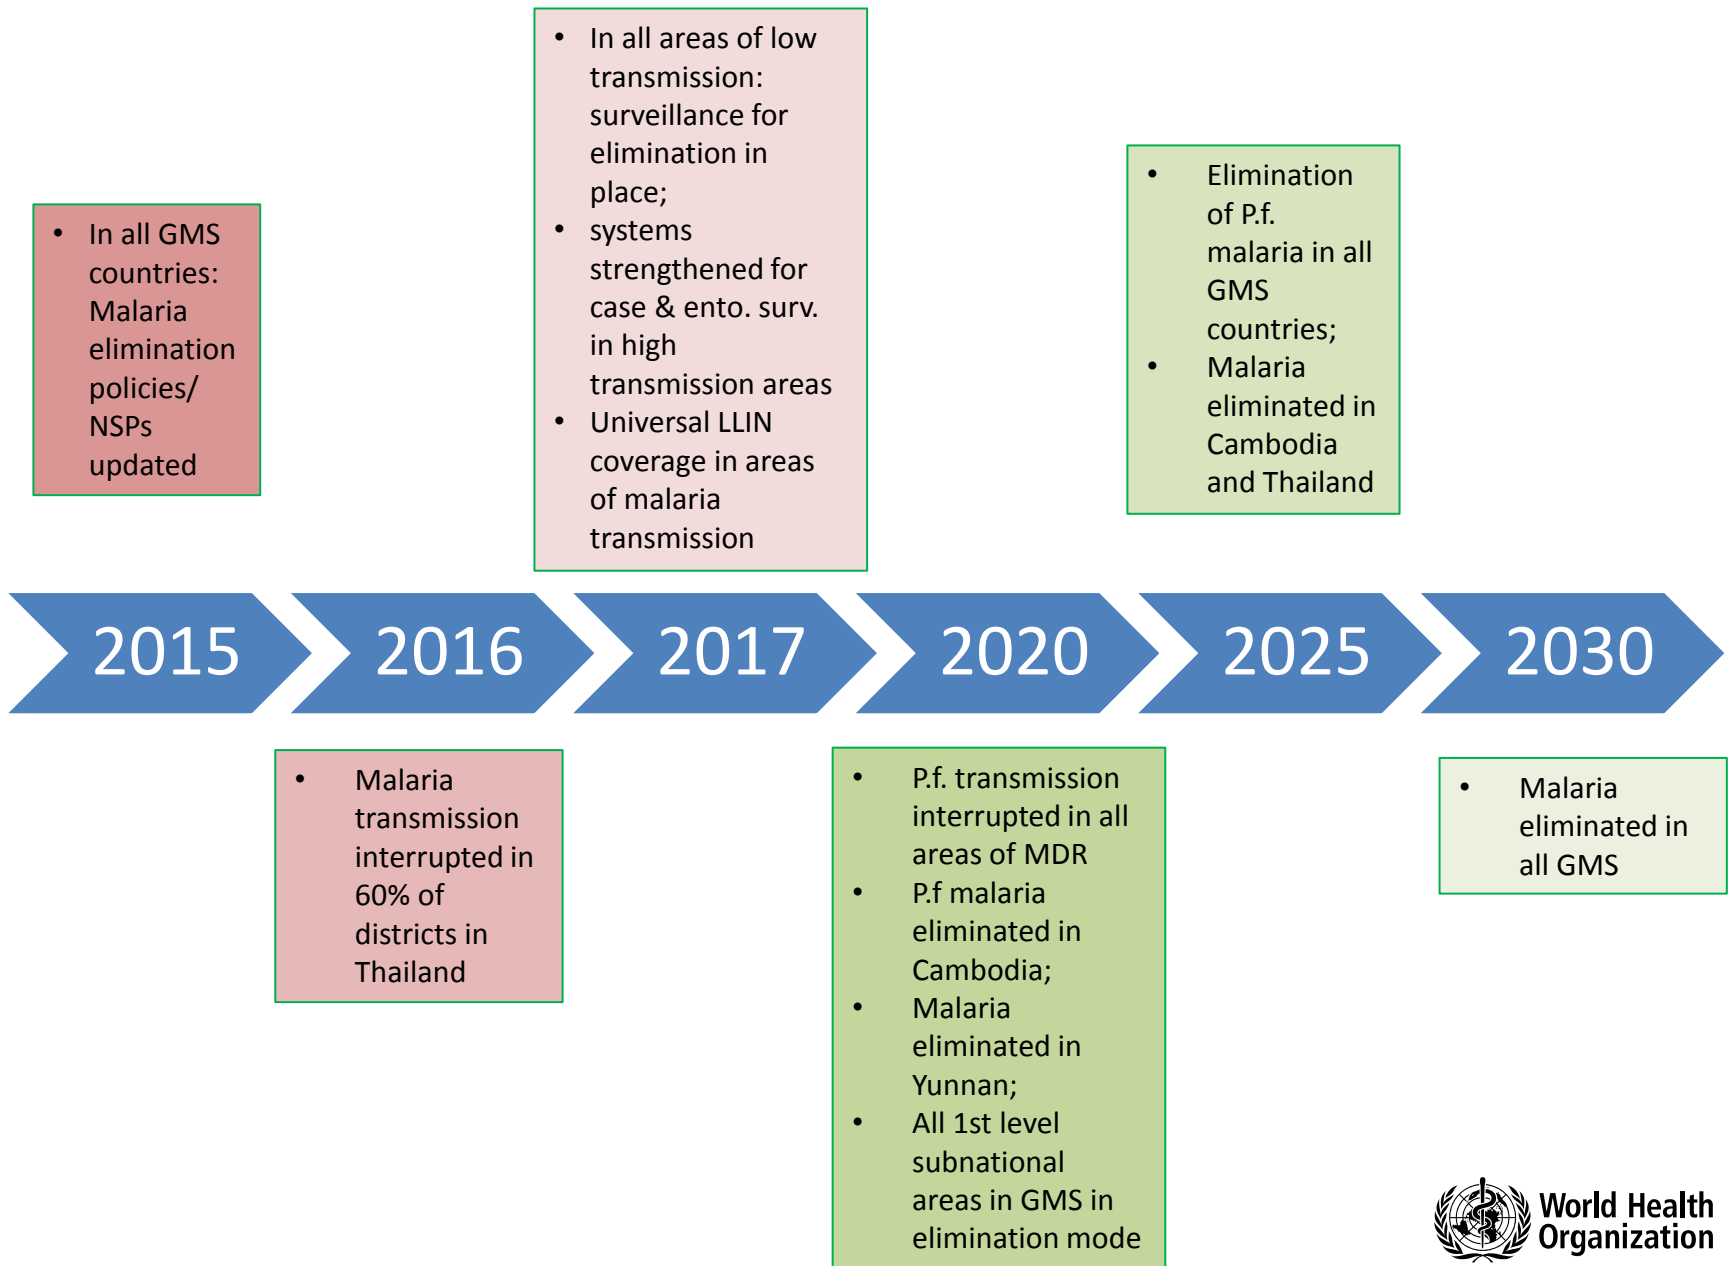 • In all GMS
countries:
Malaria
elimination
policies/
NSPs
updated
• In all areas of low
transmission:
surveillance for
elimination in
place;
• systems
strengthened for
case & ento. surv.
in high
transmission areas
• Universal LLIN
coverage in areas
of malaria
transmission
• Elimination
of P.f.
malaria in all
GMS
countries;
• Malaria
eliminated in
Cambodia
and Thailand
2015
2016
2017
2020
2025
2030
• Malaria
transmission
interrupted in
60% of
districts in
Thailand
• P.f. transmission
interrupted in all
areas of MDR
• P.f malaria
eliminated in
Cambodia;
• Malaria
eliminated in
Yunnan;
• All 1st level
subnational
areas in GMS in
elimination mode
• Malaria
eliminated in
all GMS
World Health
Organization